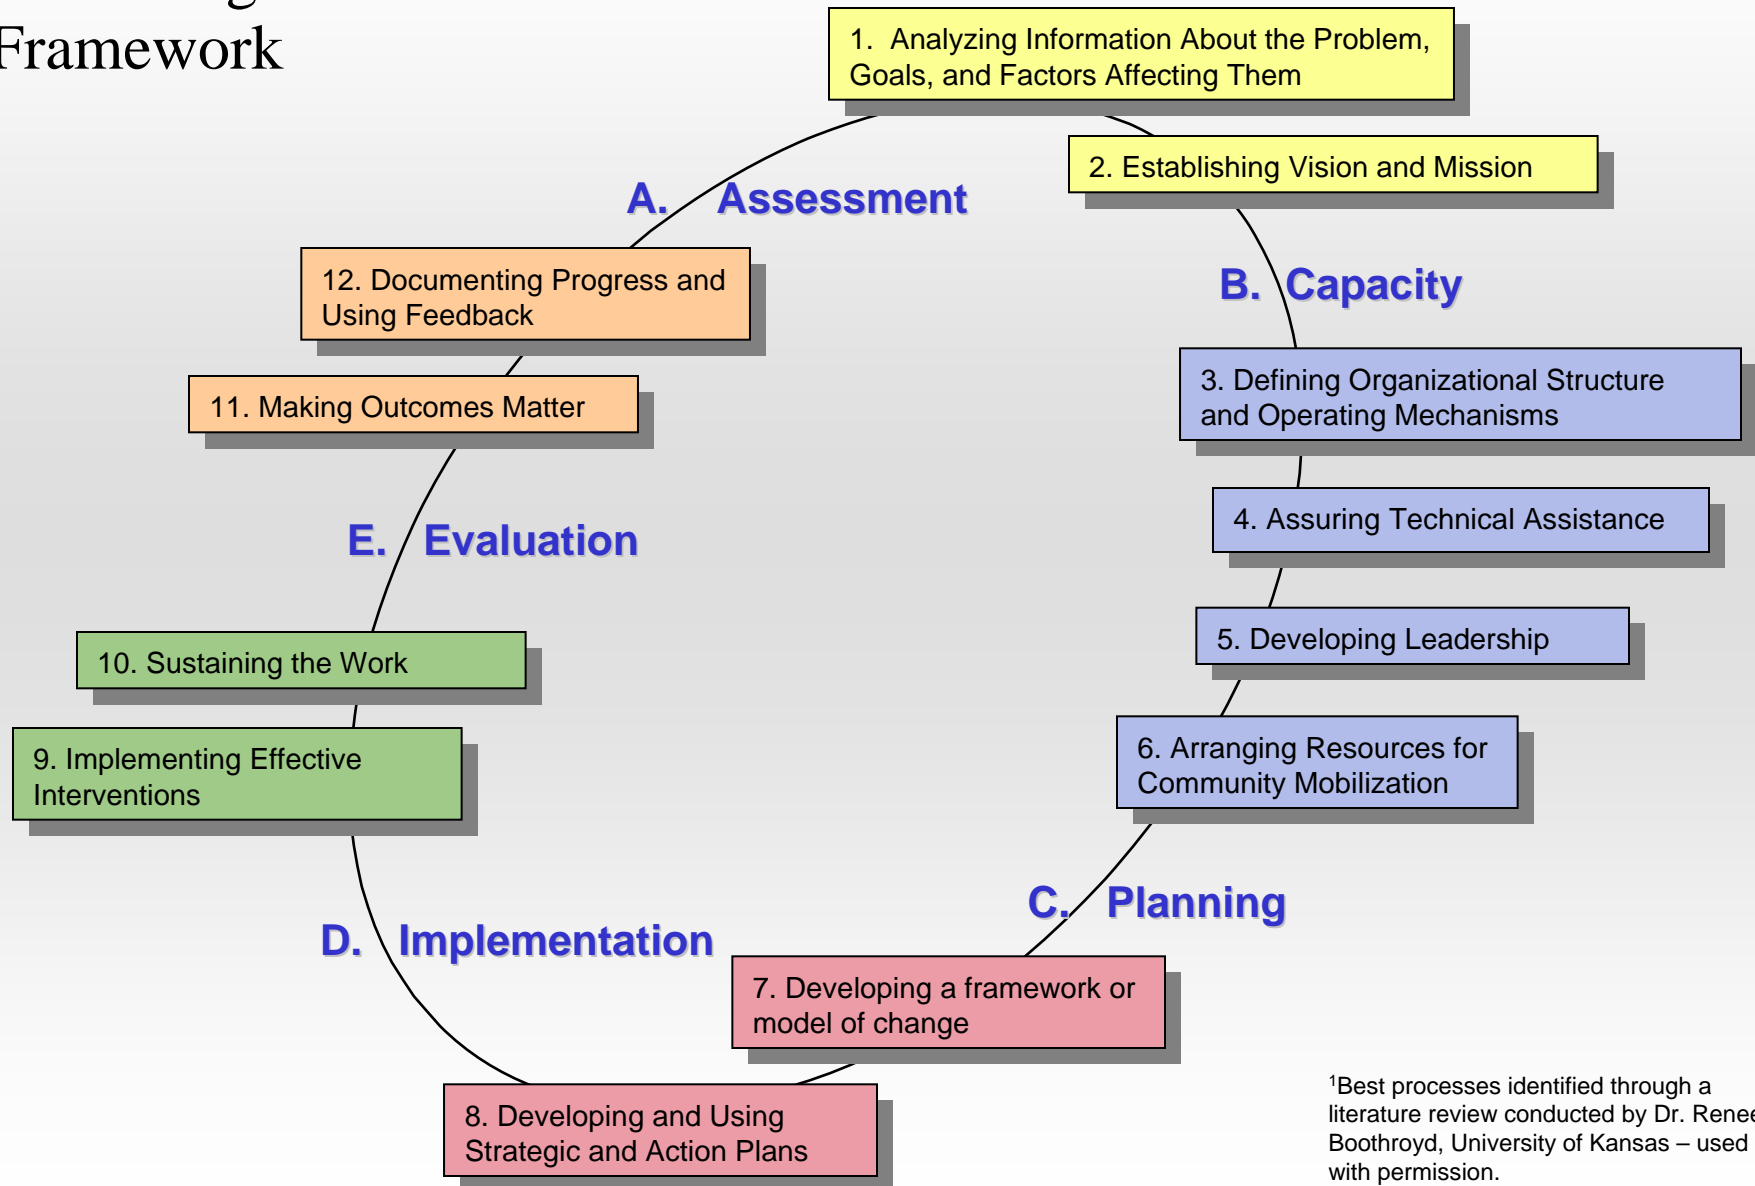 Framework
1. Analyzing Information About the Problem,
Goals, and Factors Affecting Them
2. Establishing Vision and Mission
A. Assessment
B. Capacity
12. Documenting Progress and
Using Feedback
3. Defining Organizational Structure
and Operating Mechanisms
11. Making Outcomes Matter
4. Assuring Technical Assistance
E. Evaluation
5. Developing Leadership
10. Sustaining the Work
6. Arranging Resources for
Community Mobilization
9. Implementing Effective
Interventions
C. Planning
D. Implementation
7. Developing a framework or
model of change
8. Developing and Using
Strategic and Action Plans
¹Best processes identified through a
literature review conducted by Dr. Renee
Boothroyd, University of Kansas – used
with permission.